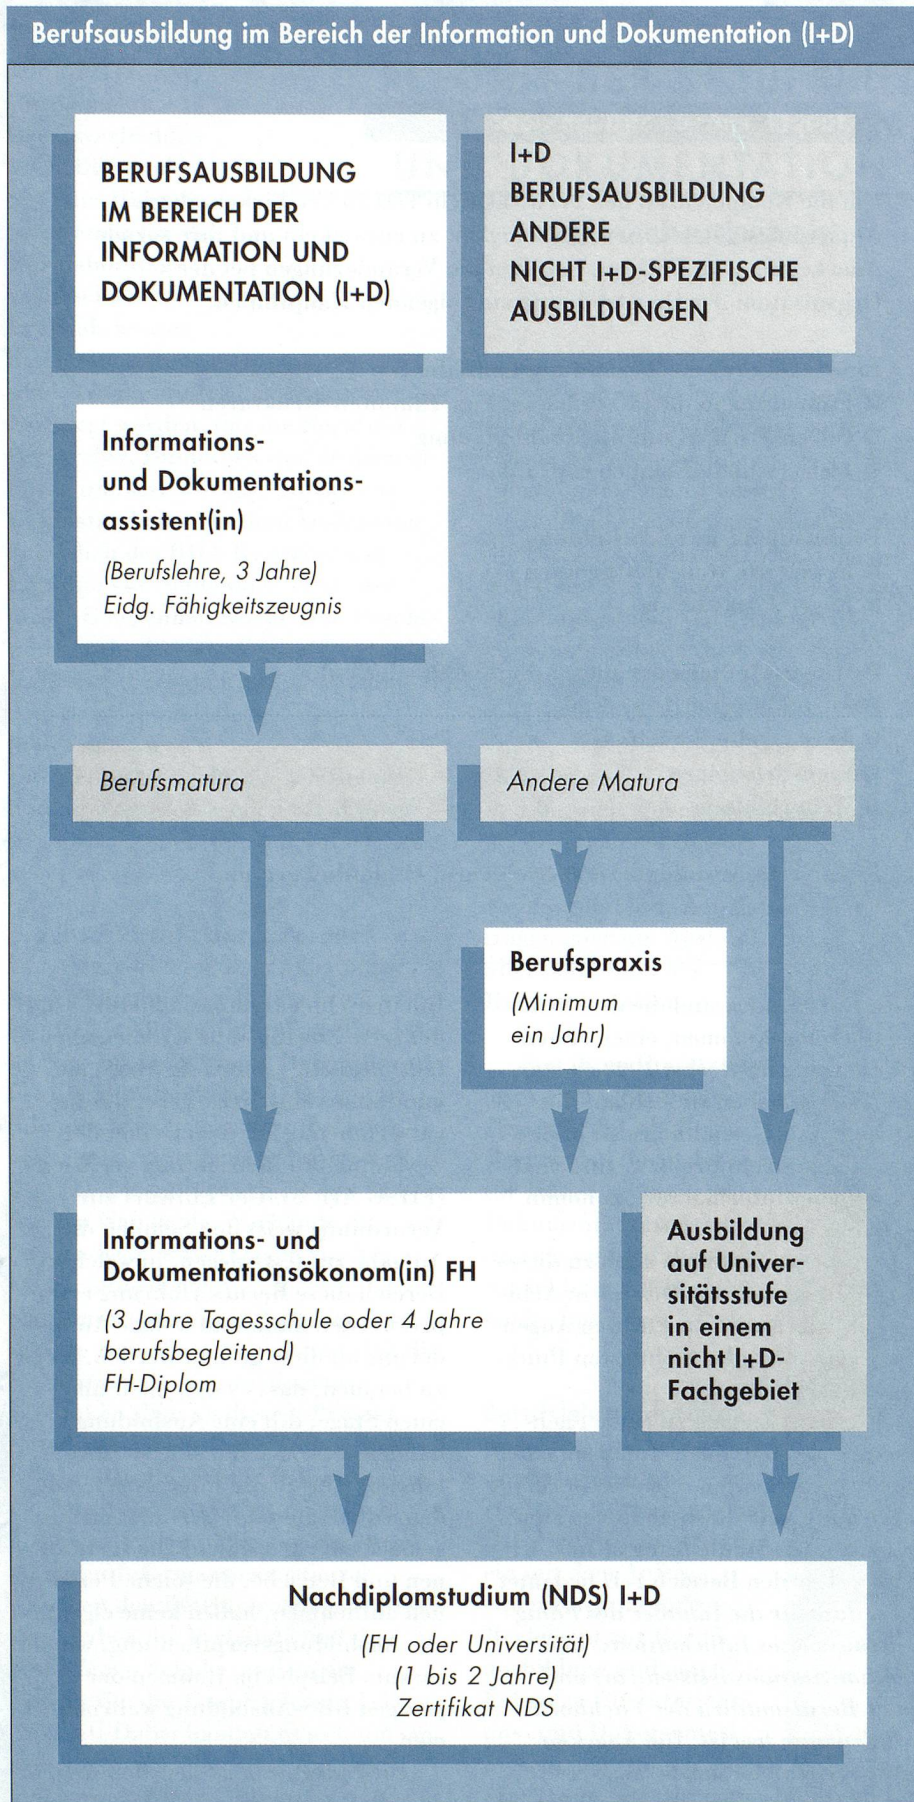 Berufsausbildung im Bereich der Information und Dokumentation (I+D)
BERUFSAUSBILDUNG
IM BEREICH DER
INFORMATION UND
DOKUMENTATION (I+D)
I+D
BERUFSAUSBILDUNG
ANDERE
NICHT I+D-SPEZIFISCHE
AUSBILDUNGEN
Informations-
und Dokumentations-
assistent(in)
(Berufslehre, 3 Jahre)
Eidg. Fähigkeitszeugnis
Berufsmatura
Andere Matura
Berufspraxis
(Minimum
ein Jahr)
Informations- und
Dokumentationsökonom(in) FH
(3 Jahre Tagesschule oder 4 Jahre
berufsbegleitend)
FH-Diplom
Ausbildung
auf Univer-
sitätsstufe
in einem
nicht I+D-
Fachgebiet
Nachdiplomstudium (NDS) I+D
(FH oder Universität)
(1 bis 2 Jahre)
Zertifikat NDS